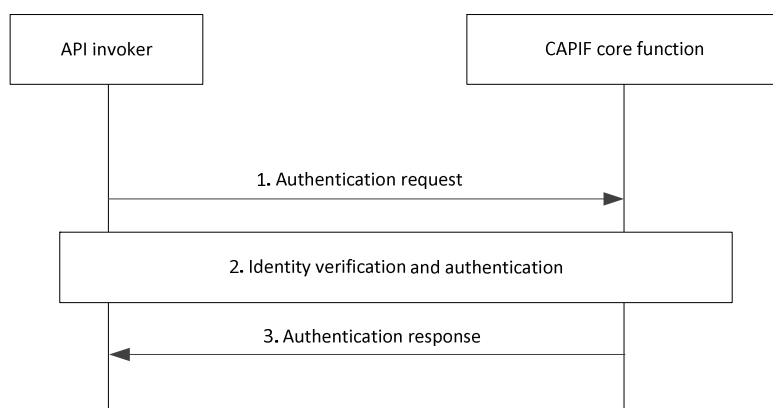 API invoker
CAPIF core function
1. Authentication request
2. Identity verification and authentication
3. Authentication response